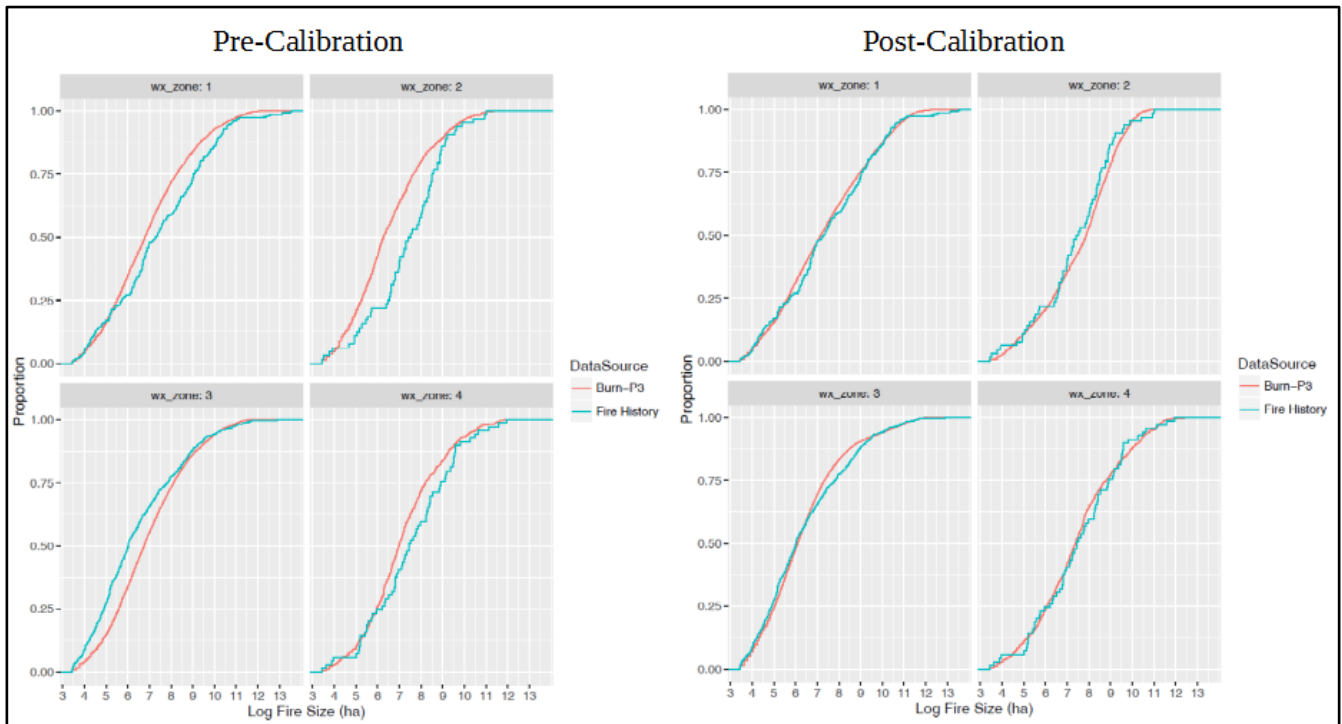 Pre-Calibration
Post-Calibration
wx_zone: 1
wx_zone: 2
1.00
0.75
0.50
0.25
0.00
wx_zone: 3
wx_zone: 4
1.00
0.75
0.50
0.25
0.00
3 4 5 6 7 8 9 10 11 12 13
3 4 5 6 7 8 9 10 11 12 13
Log Fire Size (ha)
Proportion
DataSource
Burn-P3
Fire History
wx_zone: 1
wx_zone: 2
1.00
0.75
0.50
0.25
0.00
wx_zone: 3
wx_zone: 4
1.00
0.75
0.50
0.25
0.00
3 4 5 6 7 8 9 10 11 12 13
3 4 5 6 7 8 9 10 11 12 13
Log Fire Size (ha)
Proportion
DataSource
Burn-P3
Fire History